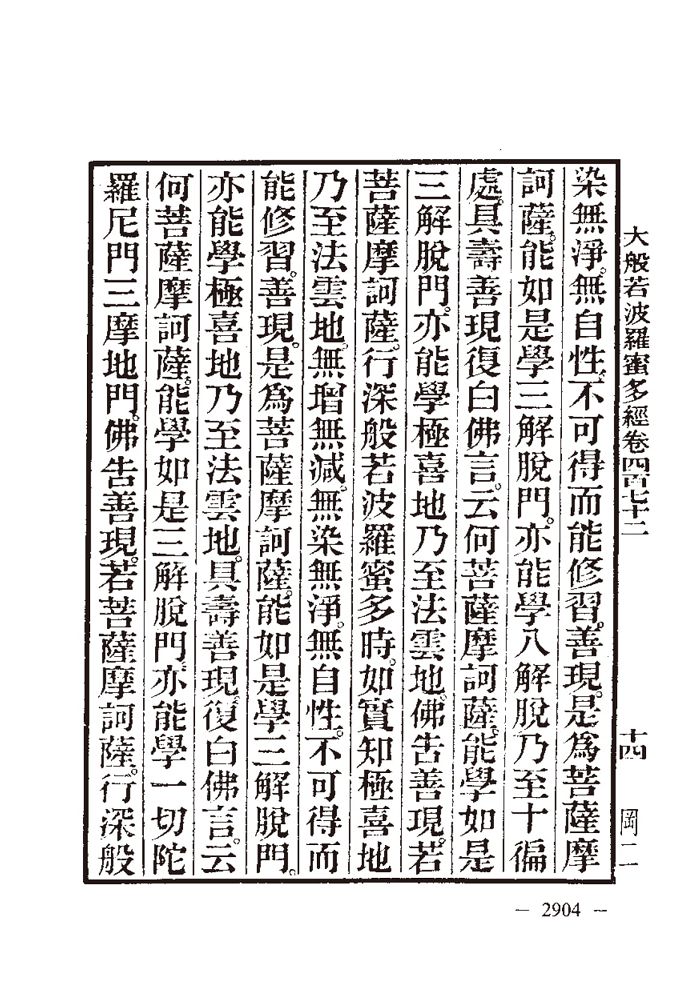 大般若波羅蜜多經卷四百七十二
十四
岡二
染無淨。無自性。不可得而能修習。善現。是為菩薩摩
訶薩。能如是學三解脫門。亦能學八解脫乃至十徧
處。具壽善現復白佛言。云何菩薩摩訶薩。能學如是
三解脫門。亦能學極喜地乃至法雲地。佛告善現。若
菩薩摩訶薩。行深般若波羅蜜多時。如實知極喜地
乃至法雲地。無增無減。無染無淨。無自性。不可得而
能修習。善現。是為菩薩摩訶薩。能如是學三解脫門。
亦能學極喜地乃至法雲地。具壽善現。復白佛言。云
何菩薩摩訶薩。能學如是三解脫門。亦能學一切陀
羅尼門三摩地門。佛告善現。若菩薩摩訶薩。行深般
— 2904 —